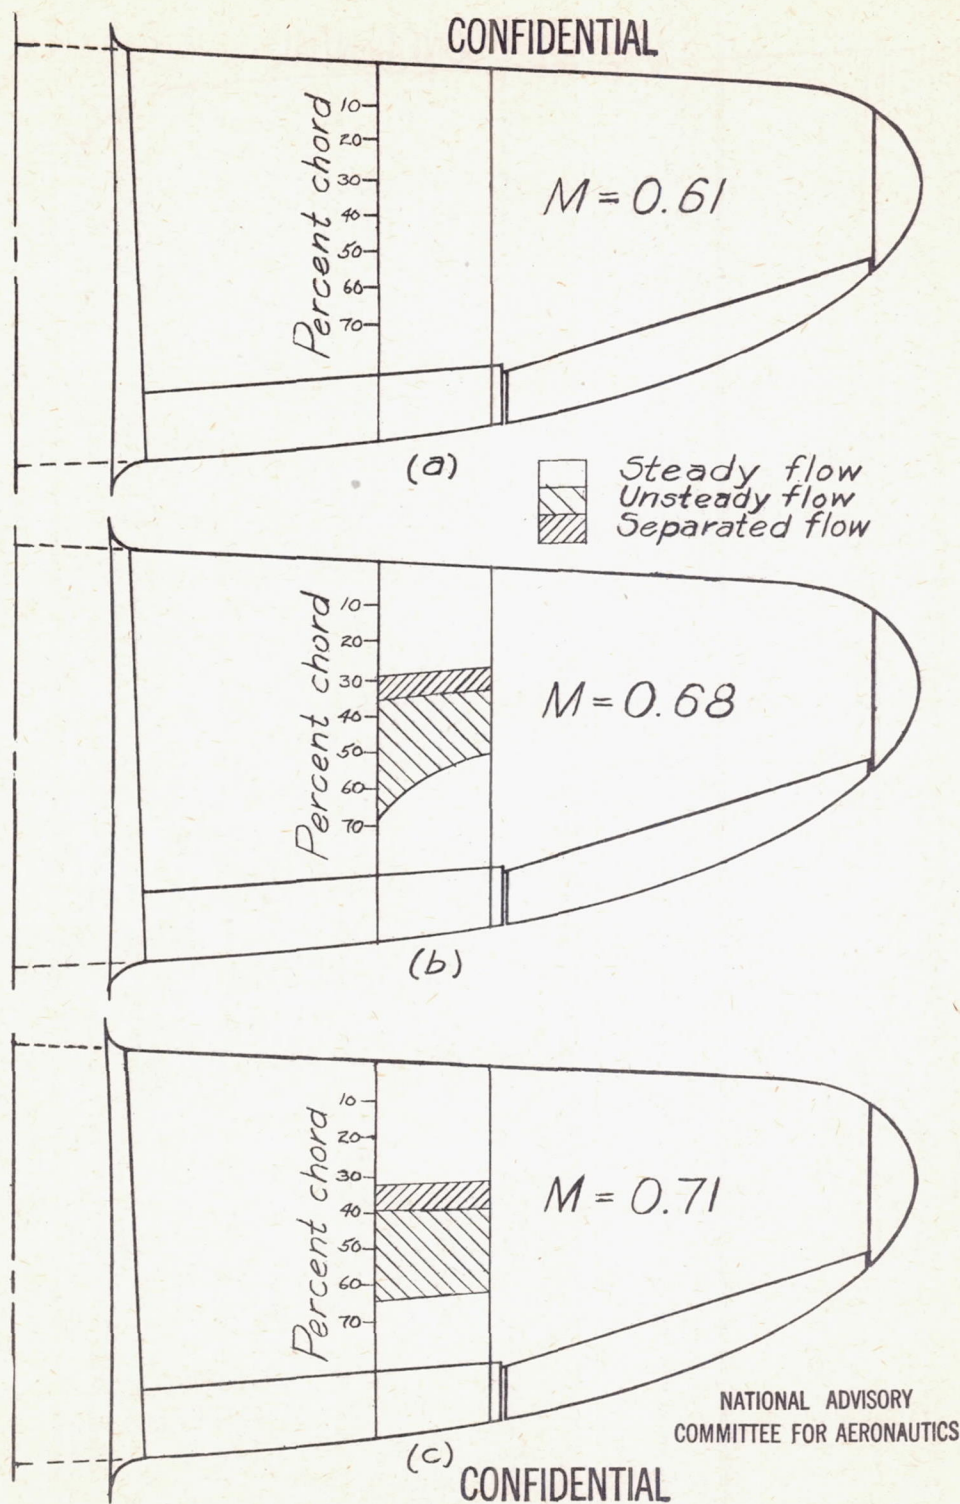 CONFIDENTIAL
Percent chord
10
20
30
40
50
60
70
M = 0.61
(a)
Steady flow
Unsteady flow
Separated flow
Percent chord
10
20
30
40
50
60
70
M = 0.68
(b)
Percent chord
10
20
30
40
50
60
70
M = 0.71
(c)
NATIONAL ADVISORY
COMMITTEE FOR AERONAUTICS
CONFIDENTIAL